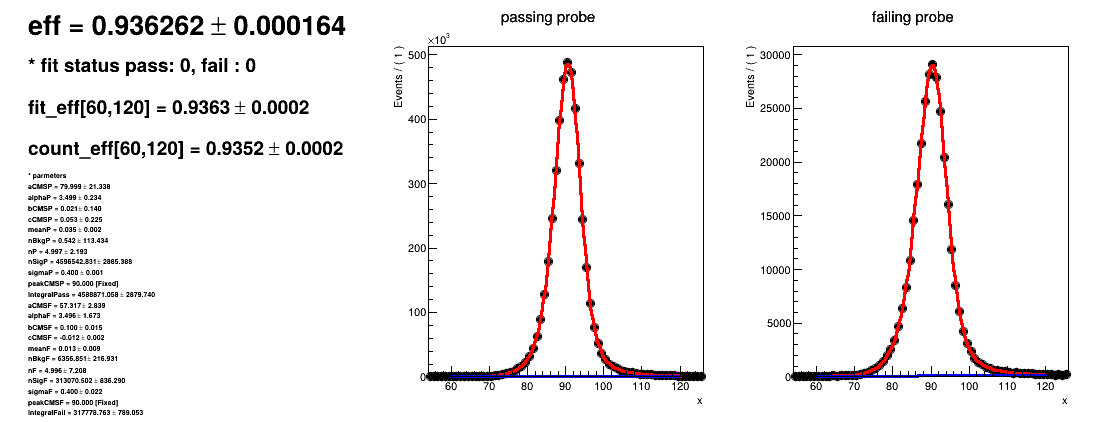 eff = 0.936262 ± 0.000164
* fit status pass: 0, fail : 0
fit_eff[60,120] = 0.9363 ± 0.0002
count_eff[60,120] = 0.9352 ± 0.0002
* parmeters
aCMSP = 79.999 ± 21.338
alphaP = 3.499 ± 0.234
bCMSP = 0.021 ± 0.140
cCMSP = 0.053 ± 0.225
meanP = 0.035 ± 0.002
nBkgP = 0.542 ± 113.434
nP = 4.997 ± 2.193
nSigP = 4596542.831 ± 2885.388
sigmaP = 0.400 ± 0.001
peakCMSP = 90.000 [Fixed]
IntegralPass = 4588871.058 ± 2879.740
aCMSF = 57.317 ± 2.839
alphaF = 3.496 ± 1.673
bCMSF = 0.100 ± 0.015
cCMSF = -0.012 ± 0.002
meanF = 0.013 ± 0.009
nBkgF = 6356.851 ± 216.931
nF = 4.996 ± 7.208
nSigF = 313070.502 ± 836.290
sigmaF = 0.400 ± 0.022
peakCMSF = 90.000 [Fixed]
IntegralFail = 317778.763 ± 789.053
passing probe
×10³
Events / ( 1 )
500
400
300
200
100
0
60 70 80 90 100 110 120
x
failing probe
Events / ( 1 )
30000
25000
20000
15000
10000
5000
0
60 70 80 90 100 110 120
x